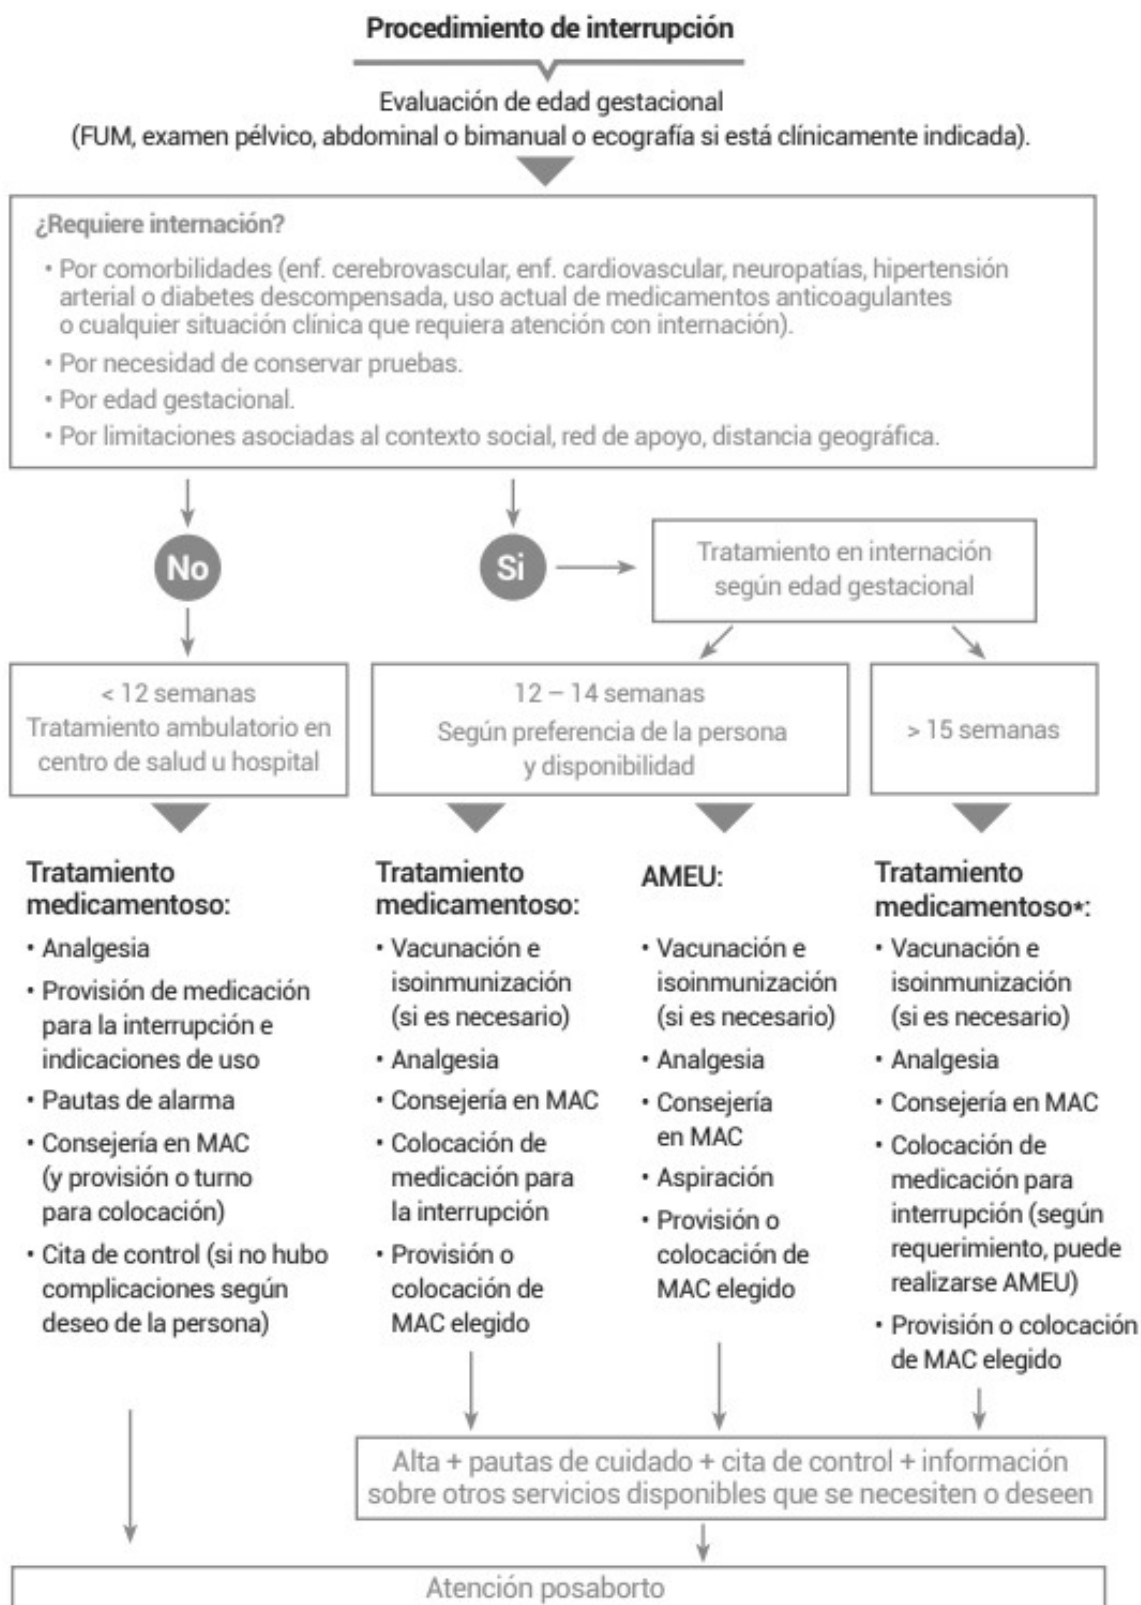 Procedimiento de interrupción
Evaluación de edad gestacional
(FUM, examen pélvico, abdominal o bimanual o ecografía si está clínicamente indicada).
¿Requiere internación?
• Por comorbilidades (enf. cerebrovascular, enf. cardiovascular, neuropatías, hipertensión
arterial o diabetes descompensada, uso actual de medicamentos anticoagulantes
o cualquier situación clínica que requiera atención con internación).
• Por necesidad de conservar pruebas.
• Por edad gestacional.
• Por limitaciones asociadas al contexto social, red de apoyo, distancia geográfica.
No
Si
Tratamiento en internación
según edad gestacional
< 12 semanas
Tratamiento ambulatorio en
centro de salud u hospital
12 – 14 semanas
Según preferencia de la persona
y disponibilidad
> 15 semanas
Tratamiento
medicamentoso:
• Analgesia
• Provisión de medicación
para la interrupción e
indicaciones de uso
• Pautas de alarma
• Consejería en MAC
(y provisión o turno
para colocación)
• Cita de control (si no hubo
complicaciones según
deseo de la persona)
Tratamiento
medicamentoso:
• Vacunación e
isoinmunización
(si es necesario)
• Analgesia
• Consejería en MAC
• Colocación de
medicación para
la interrupción
• Provisión o
colocación de
MAC elegido
AMEU:
• Vacunación e
isoinmunización
(si es necesario)
• Analgesia
• Consejería
en MAC
• Aspiración
• Provisión o
colocación de
MAC elegido
Tratamiento
medicamentoso*:
• Vacunación e
isoinmunización
(si es necesario)
• Analgesia
• Consejería en MAC
• Colocación de
medicación para
interrupción (según
requerimiento, puede
realizarse AMEU)
• Provisión o colocación
de MAC elegido
Alta + pautas de cuidado + cita de control + información
sobre otros servicios disponibles que se necesiten o deseen
Atención posaborto